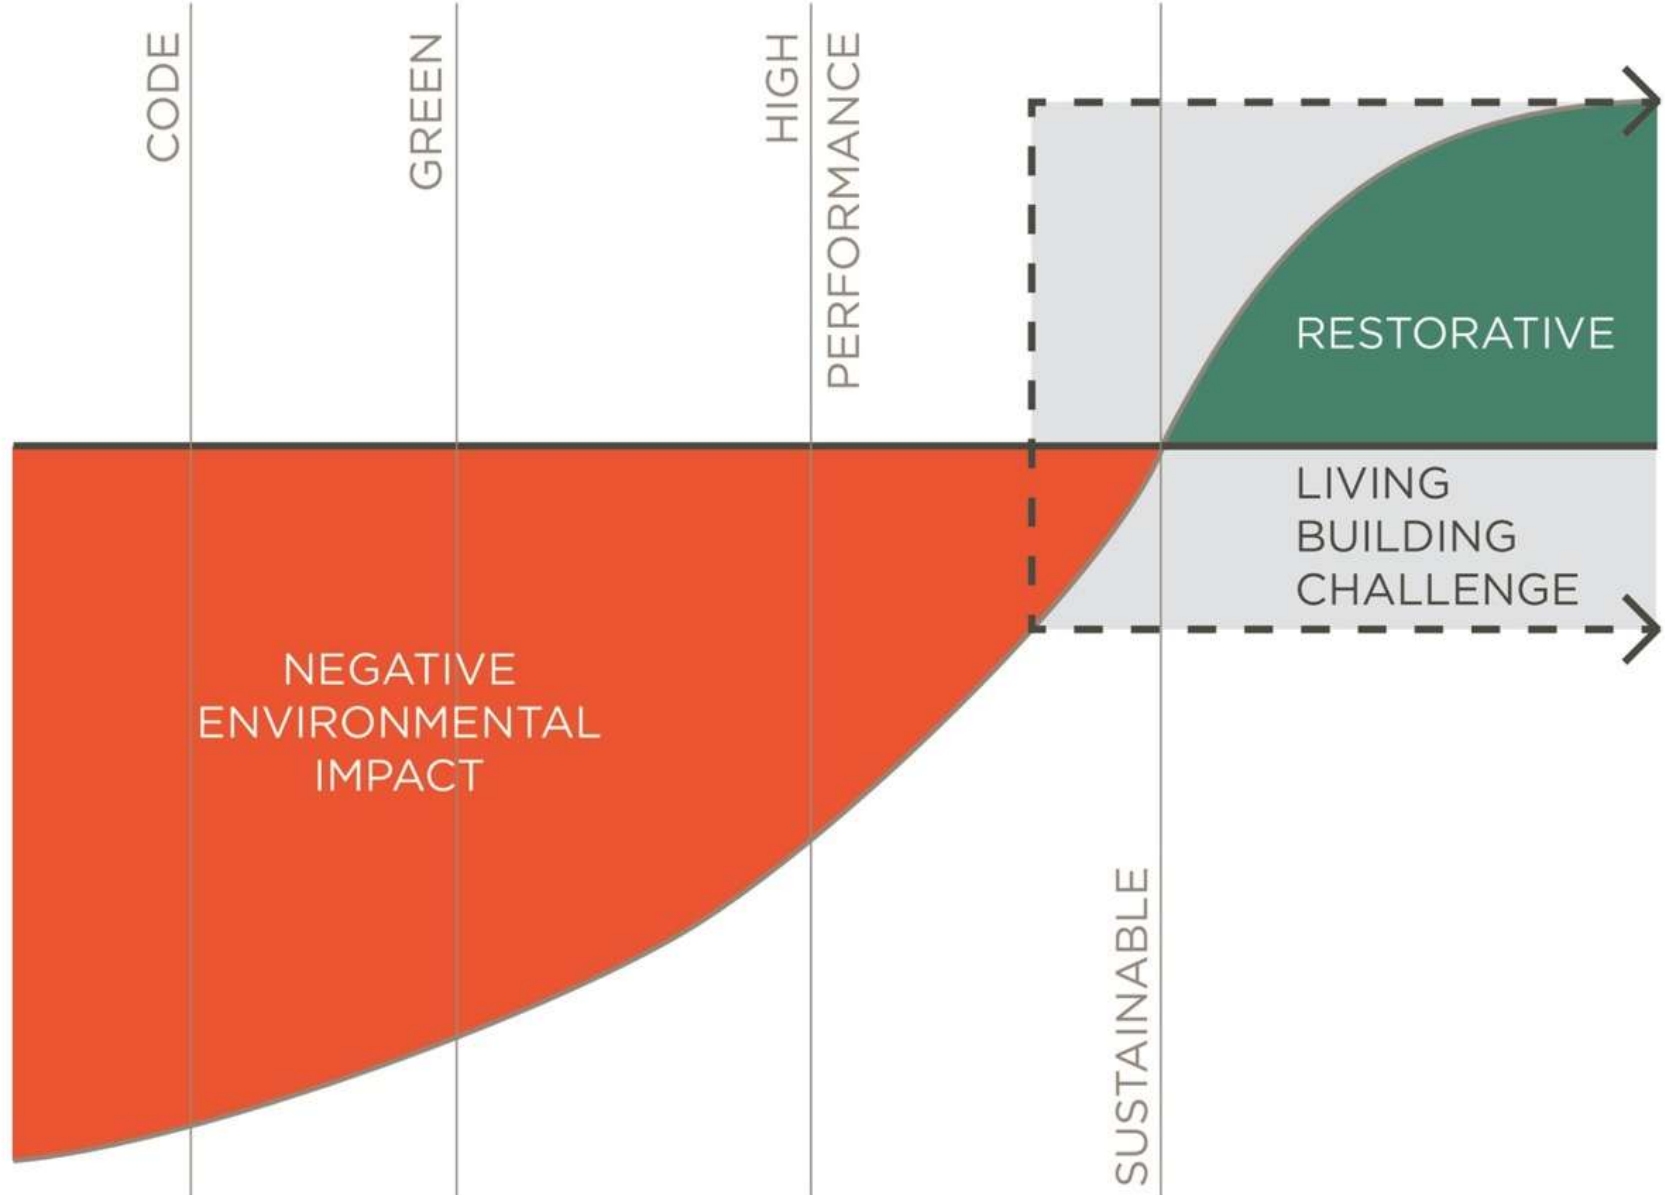 CODE
GREEN
HIGH
PERFORMANCE
RESTORATIVE
LIVING
BUILDING
CHALLENGE
NEGATIVE
ENVIRONMENTAL
IMPACT
SUSTAINABLE